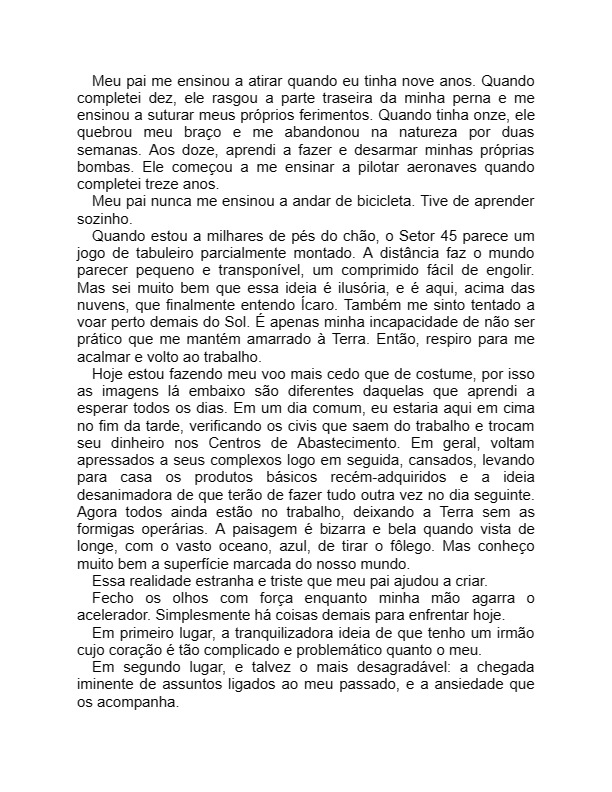 Meu pai me ensinou a atirar quando eu tinha nove anos. Quando
completei dez, ele rasgou a parte traseira da minha perna e me
ensinou a suturar meus próprios ferimentos. Quando tinha onze, ele
quebrou meu braço e me abandonou na natureza por duas
semanas. Aos doze, aprendi a fazer e desarmar minhas próprias
bombas. Ele começou a me ensinar a pilotar aeronaves quando
completei treze anos.
Meu pai nunca me ensinou a andar de bicicleta. Tive de aprender
sozinho.
Quando estou a milhares de pés do chão, o Setor 45 parece um
jogo de tabuleiro parcialmente montado. A distância faz o mundo
parecer pequeno e transponível, um comprimido fácil de engolir.
Mas sei muito bem que essa ideia é ilusória, e é aqui, acima das
nuvens, que finalmente entendo Ícaro. Também me sinto tentado a
voar perto demais do Sol. É apenas minha incapacidade de não ser
prático que me mantém amarrado à Terra. Então, respiro para me
acalmar e volto ao trabalho.
Hoje estou fazendo meu voo mais cedo que de costume, por isso
as imagens lá embaixo são diferentes daquelas que aprendi a
esperar todos os dias. Em um dia comum, eu estaria aqui em cima
no fim da tarde, verificando os civis que saem do trabalho e trocam
seu dinheiro nos Centros de Abastecimento. Em geral, voltam
apressados a seus complexos logo em seguida, cansados, levando
para casa os produtos básicos recém-adquiridos e a ideia
desanimadora de que terão de fazer tudo outra vez no dia seguinte.
Agora todos ainda estão no trabalho, deixando a Terra sem as
formigas operárias. A paisagem é bizarra e bela quando vista de
longe, com o vasto oceano, azul, de tirar o fôlego. Mas conheço
muito bem a superfície marcada do nosso mundo.
Essa realidade estranha e triste que meu pai ajudou a criar.
Fecho os olhos com força enquanto minha mão agarra o
acelerador. Simplesmente há coisas demais para enfrentar hoje.
Em primeiro lugar, a tranquilizadora ideia de que tenho um irmão
cujo coração é tão complicado e problemático quanto o meu.
Em segundo lugar, e talvez o mais desagradável: a chegada
iminente de assuntos ligados ao meu passado, e a ansiedade que
os acompanha.